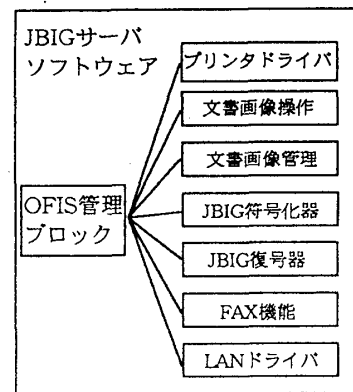 JBIGサーバ
ソフトウェア
プリンタドライバ
文書画像操作
文書画像管理
OFIS管理
ブロック
JBIG符号化器
JBIG復号器
FAX機能
LANドライバ